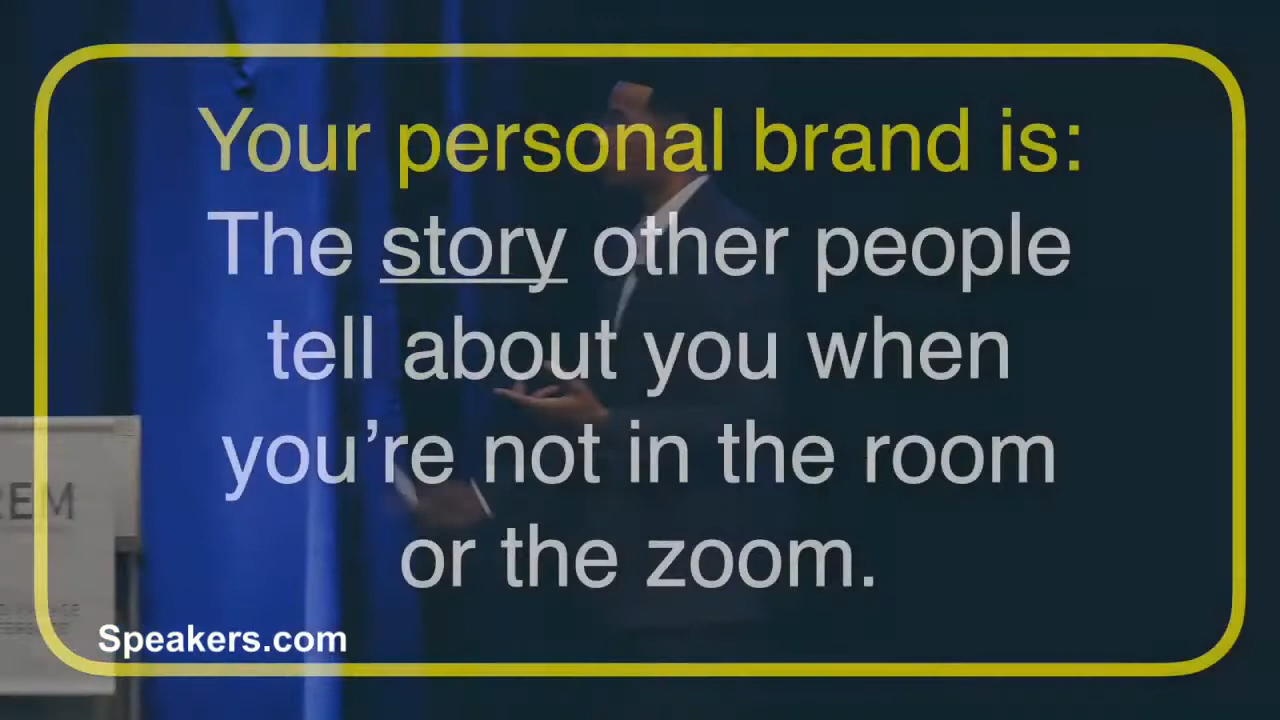 Your personal brand is:
The story other people
tell about you when
you're not in the room
or the zoom.
Speakers.com